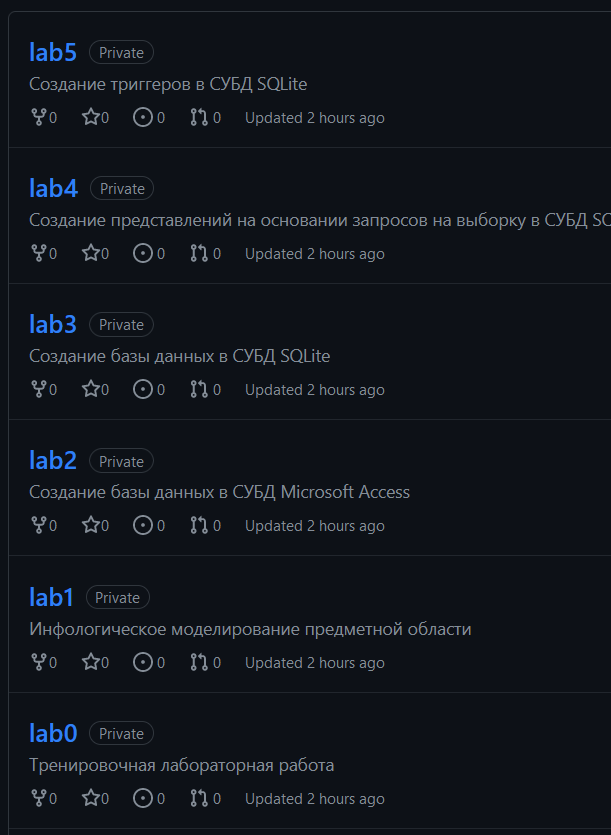 lab5 Private
Создание триггеров в СУБД SQLite
0 0 0 0 Updated 2 hours ago
lab4 Private
Создание представлений на основании запросов на выборку в СУБД
0 0 0 0 Updated 2 hours ago
lab3 Private
Создание базы данных в СУБД SQLite
0 0 0 0 Updated 2 hours ago
lab2 Private
Создание базы данных в СУБД Microsoft Access
0 0 0 0 Updated 2 hours ago
lab1 Private
Инфологическое моделирование предметной области
0 0 0 0 Updated 2 hours ago
lab0 Private
Тренировочная лабораторная работа
0 0 0 0 Updated 2 hours ago